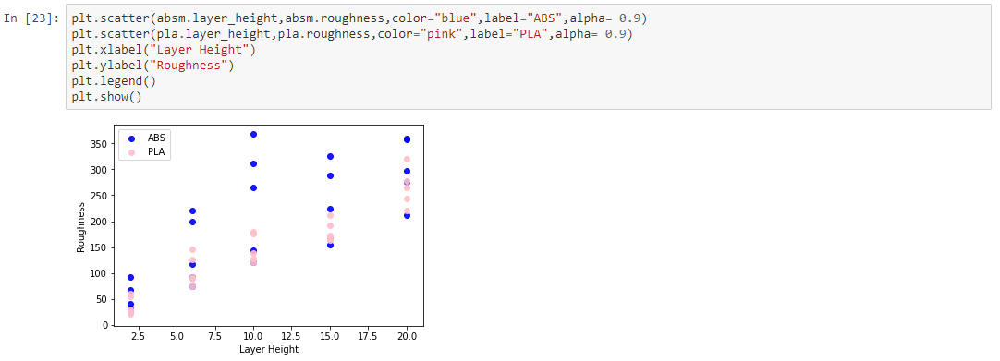 In [23]: plt.scatter(absm.layer_height,absm.roughness,color="blue",label="ABS",alpha= 0.9)
plt.scatter(pla.layer_height,pla.roughness,color="pink",label="PLA",alpha= 0.9)
plt.xlabel("Layer Height")
plt.ylabel("Roughness")
plt.legend()
plt.show()
ABS
PLA
350
300
250
200
150
100
50
0
Roughness
2.5 5.0 7.5 10.0 12.5 15.0 17.5 20.0
Layer Height